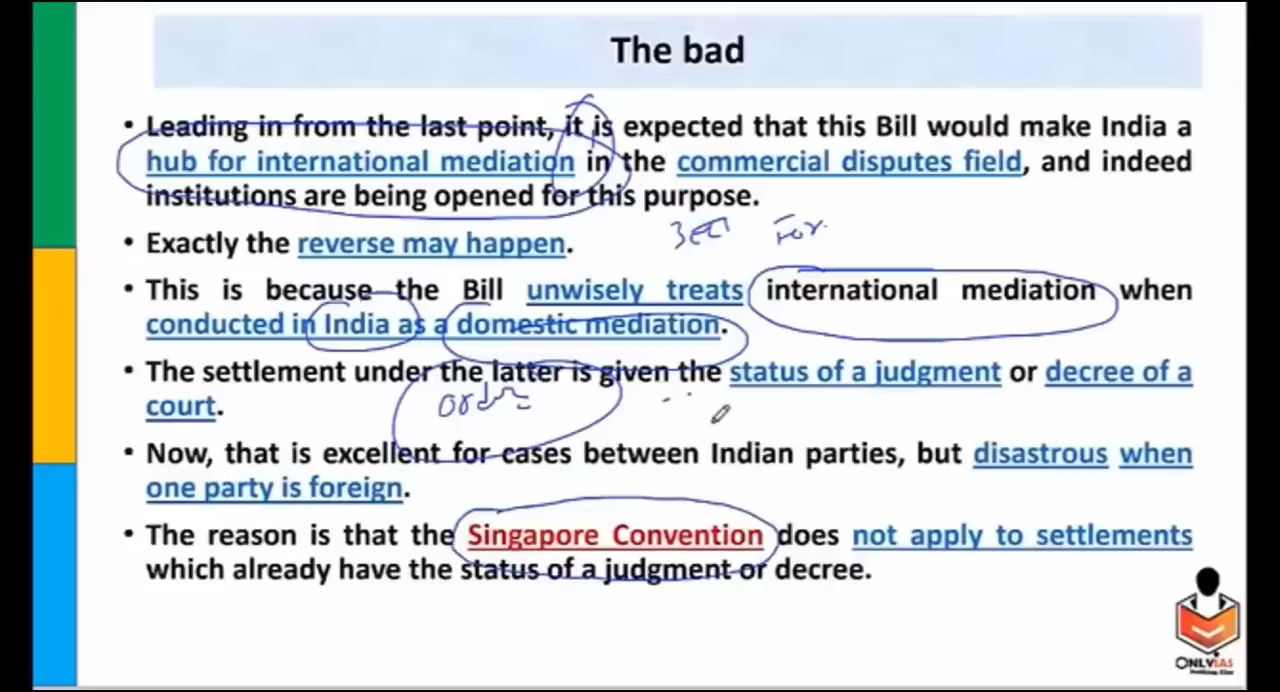 The bad
• Leading in from the last point, it is expected that this Bill would make India a
hub for international mediation in the commercial disputes field, and indeed
institutions are being opened for this purpose.
• Exactly the reverse may happen.
• This is because the Bill unwisely treats international mediation when
conducted in India as a domestic mediation.
• The settlement under the latter is given the status of a judgment or decree of a
court.
order
• Now, that is excellent for cases between Indian parties, but disastrous when
one party is foreign.
• The reason is that the Singapore Convention does not apply to settlements
which already have the status of a judgment or decree.
ONLYIAS